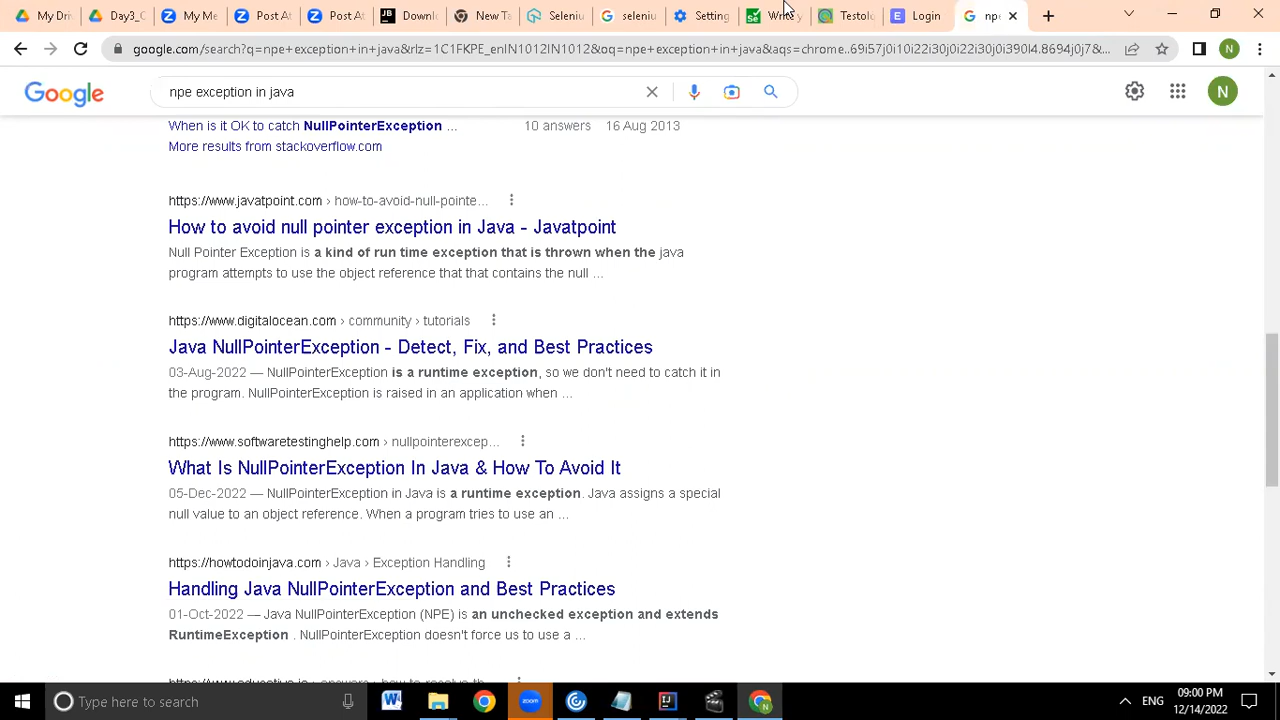 My Dri
Day3_C
My Me
Post At
Post At
Downl
New Ta
Seleniu
seleniu
Setting
Testol
Login
npe
google.com/search?q=npe+exception+in+java&rlz=1C1FKPE_enIN1012IN1012&oq=npe+exception+in+java&aqs=chrome..69i57j0i10i22i30j0i22i30j0i390l4.8694j0j7&...
N
Google
npe exception in java
N
When is it OK to catch NullPointerException ... 10 answers 16 Aug 2013
More results from stackoverflow.com
https://www.javatpoint.com › how-to-avoid-null-pointe...
How to avoid null pointer exception in Java - Javatpoint
Null Pointer Exception is a kind of run time exception that is thrown when the java
program attempts to use the object reference that that contains the null ...
https://www.digitalocean.com › community › tutorials
Java NullPointerException - Detect, Fix, and Best Practices
03-Aug-2022 — NullPointerException is a runtime exception, so we don't need to catch it in
the program. NullPointerException is raised in an application when ...
https://www.softwaretestinghelp.com › nullpointerexcep...
What Is NullPointerException In Java & How To Avoid It
05-Dec-2022 — NullPointerException in Java is a runtime exception. Java assigns a special
null value to an object reference. When a program tries to use an ...
https://howtodoinjava.com › Java › Exception Handling
Handling Java NullPointerException and Best Practices
01-Oct-2022 — Java NullPointerException (NPE) is an unchecked exception and extends
RuntimeException . NullPointerException doesn't force us to use a ...
Type here to search
zoom
ENG
09:00 PM
12/14/2022